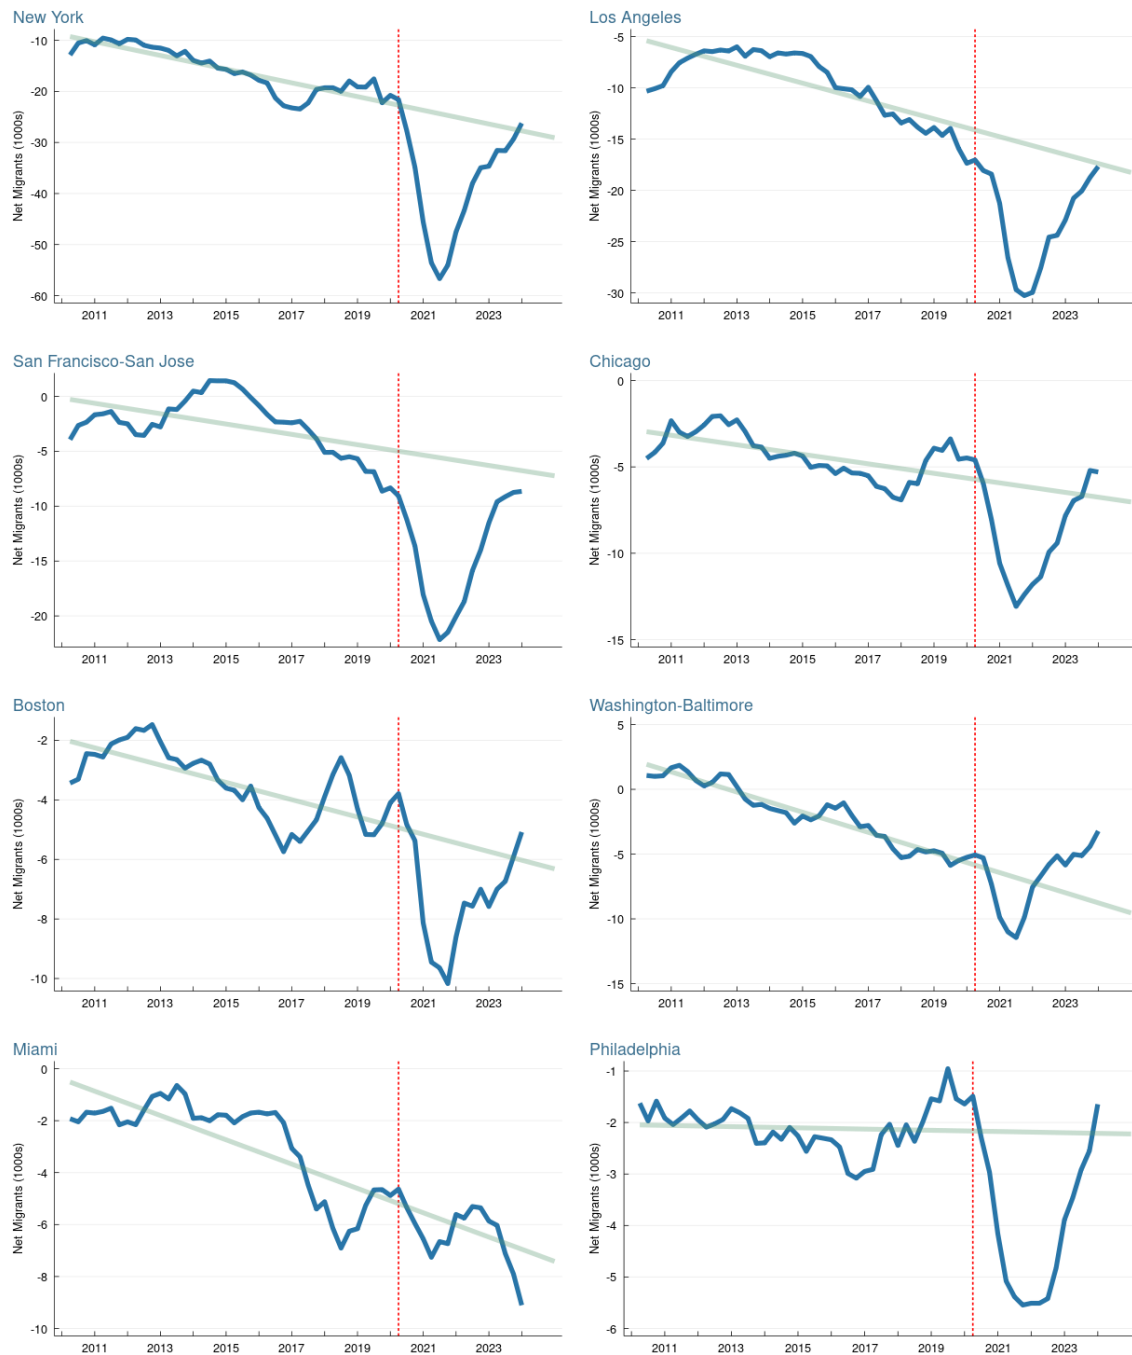 New York
Net Migrants (1000s)
-10
-20
-30
-40
-50
-60
2011 2013 2015 2017 2019 2021 2023
Los Angeles
Net Migrants (1000s)
-5
-10
-15
-20
-25
-30
2011 2013 2015 2017 2019 2021 2023
San Francisco-San Jose
Net Migrants (1000s)
0
-5
-10
-15
-20
2011 2013 2015 2017 2019 2021 2023
Chicago
Net Migrants (1000s)
0
-5
-10
-15
2011 2013 2015 2017 2019 2021 2023
Boston
Net Migrants (1000s)
-2
-4
-6
-8
-10
2011 2013 2015 2017 2019 2021 2023
Washington-Baltimore
Net Migrants (1000s)
5
0
-5
-10
-15
2011 2013 2015 2017 2019 2021 2023
Miami
Net Migrants (1000s)
0
-2
-4
-6
-8
-10
2011 2013 2015 2017 2019 2021 2023
Philadelphia
Net Migrants (1000s)
-1
-2
-3
-4
-5
-6
2011 2013 2015 2017 2019 2021 2023